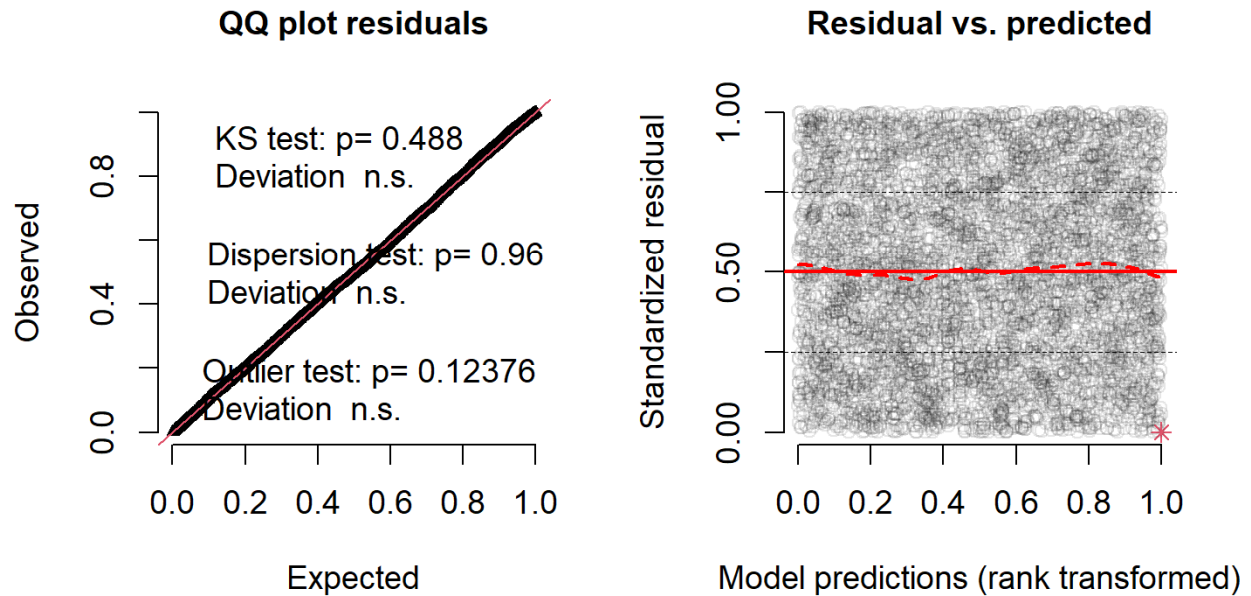 QQ plot residuals
Observed
0.0 0.4 0.8
KS test: p= 0.488
Deviation n.s.
Dispersion test: p= 0.96
Deviation n.s.
Outlier test: p= 0.12376
Deviation n.s.
0.0 0.2 0.4 0.6 0.8 1.0
Expected
Residual vs. predicted
Standardized residual
0.00 0.50 1.00
0.0 0.2 0.4 0.6 0.8 1.0
Model predictions (rank transformed)